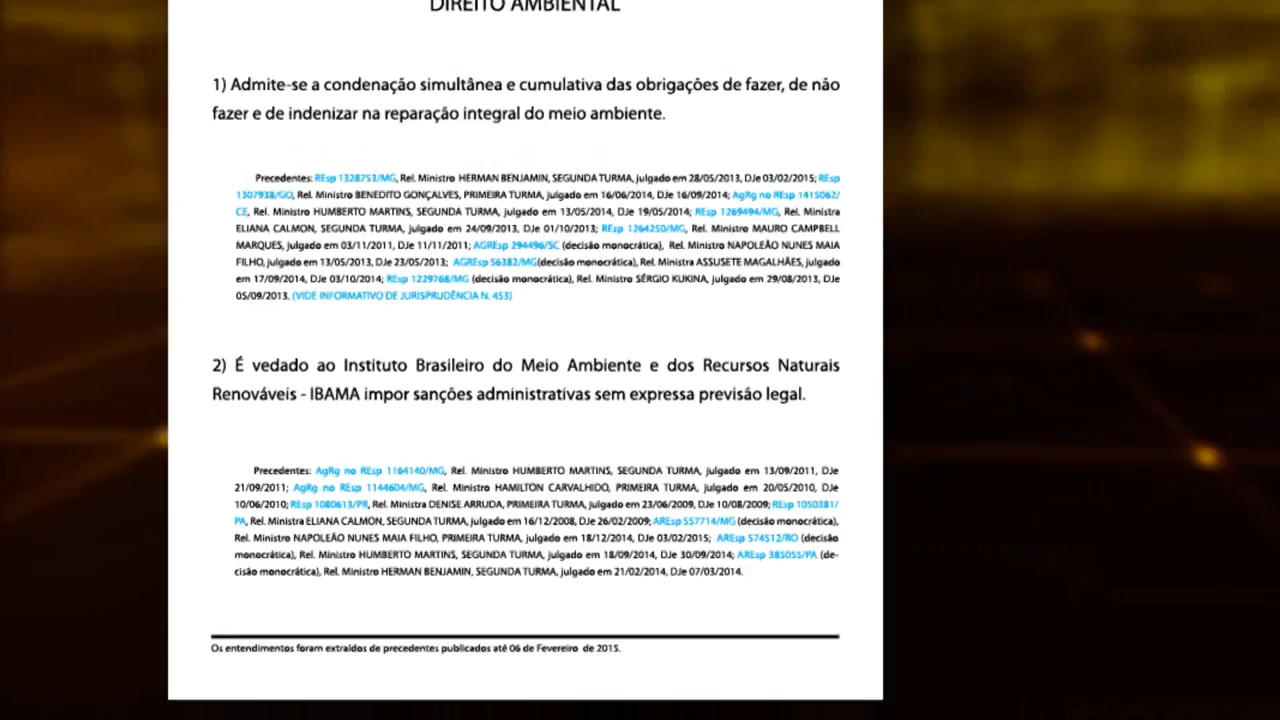 DIREITO AMBIENTAL
1) Admite-se a condenação simultânea e cumulativa das obrigações de fazer, de não
fazer e de indenizar na reparação integral do meio ambiente.
Precedentes: REsp 1328753/MG, Rel. Ministro HERMAN BENJAMIN, SEGUNDA TURMA, julgado em 28/05/2013, DJe 03/02/2015; REsp
1307938/GO, Rel. Ministro BENEDITO GONÇALVES, PRIMEIRA TURMA, julgado em 16/06/2014, DJe 16/09/2014; AgRg no REsp 1415062/
CE, Rel. Ministro HUMBERTO MARTINS, SEGUNDA TURMA, julgado em 13/05/2014, DJe 19/05/2014; REsp 1269494/MG, Rel. Ministra
ELIANA CALMON, SEGUNDA TURMA, julgado em 24/09/2013, DJe 01/10/2013; REsp 1264250/MG, Rel. Ministro MAURO CAMPBELL
MARQUES, julgado em 03/11/2011, DJe 11/11/2011; AGREsp 294496/SC (decisão monocrática), Rel. Ministro NAPOLEÃO NUNES MAIA
FILHO, julgado em 13/05/2013, DJe 23/05/2013; AGREsp 56382/MG(decisão monocrática), Rel. Ministra ASSUSETE MAGALHÃES, julgado
em 17/09/2014, DJe 03/10/2014; REsp 1229768/MG (decisão monocrática), Rel. Ministro SÉRGIO KUKINA, julgado em 29/08/2013, DJe
05/09/2013. (VIDE INFORMATIVO DE JURISPRUDÊNCIA N. 453)
2) É vedado ao Instituto Brasileiro do Meio Ambiente e dos Recursos Naturais
Renováveis - IBAMA impor sanções administrativas sem expressa previsão legal.
Precedentes: AgRg no REsp 1164140/MG, Rel. Ministro HUMBERTO MARTINS, SEGUNDA TURMA, julgado em 13/09/2011, DJe
21/09/2011; AgRg no REsp 1144604/MG, Rel. Ministro HAMILTON CARVALHIDO, PRIMEIRA TURMA, julgado em 20/05/2010, DJe
10/06/2010; REsp 1080613/PR, Rel. Ministra DENISE ARRUDA, PRIMEIRA TURMA, julgado em 23/06/2009, DJe 10/08/2009; REsp 1050381/
PA, Rel. Ministra ELIANA CALMON, SEGUNDA TURMA, julgado em 16/12/2008, DJe 26/02/2009; AREsp 557714/MG (decisão monocrática),
Rel. Ministro NAPOLEÃO NUNES MAIA FILHO, PRIMEIRA TURMA, julgado em 18/12/2014, DJe 03/02/2015; AREsp 574512/RO (decisão
monocrática), Rel. Ministro HUMBERTO MARTINS, SEGUNDA TURMA, julgado em 18/09/2014, DJe 30/09/2014; AREsp 385055/PA (de-
cisão monocrática), Rel. Ministro HERMAN BENJAMIN, SEGUNDA TURMA, julgado em 21/02/2014, DJe 07/03/2014.
Os entendimentos foram extraídos de precedentes publicados até 06 de Fevereiro de 2015.